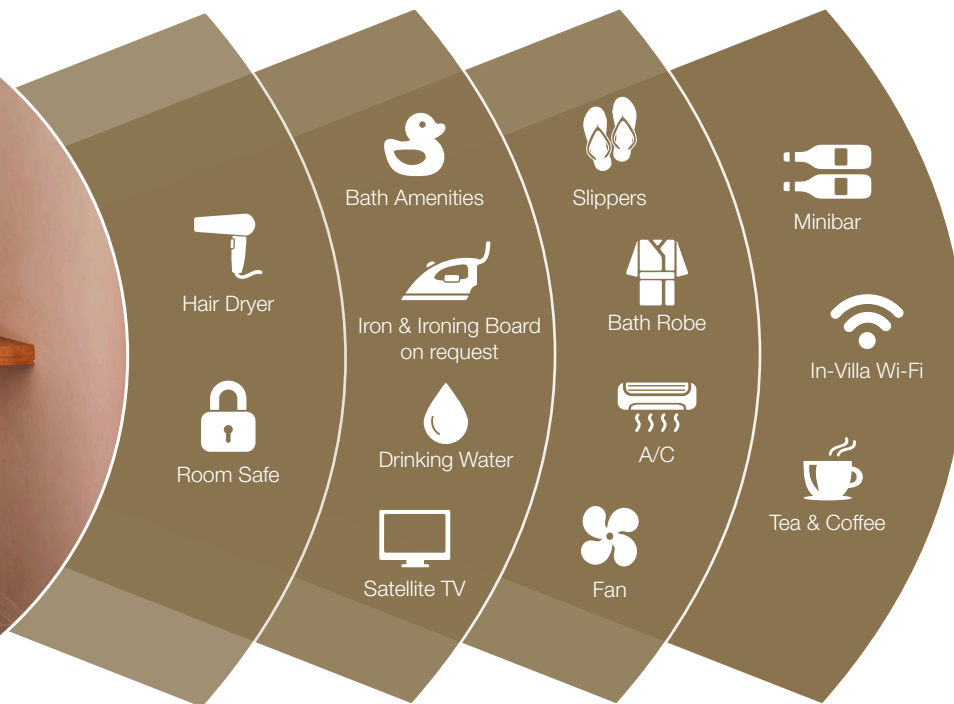 Hair Dryer
Room Safe
Bath Amenities
Iron & Ironing Board
on request
Drinking Water
Satellite TV
Slippers
Bath Robe
A/C
Fan
Minibar
In-Villa Wi-Fi
Tea & Coffee